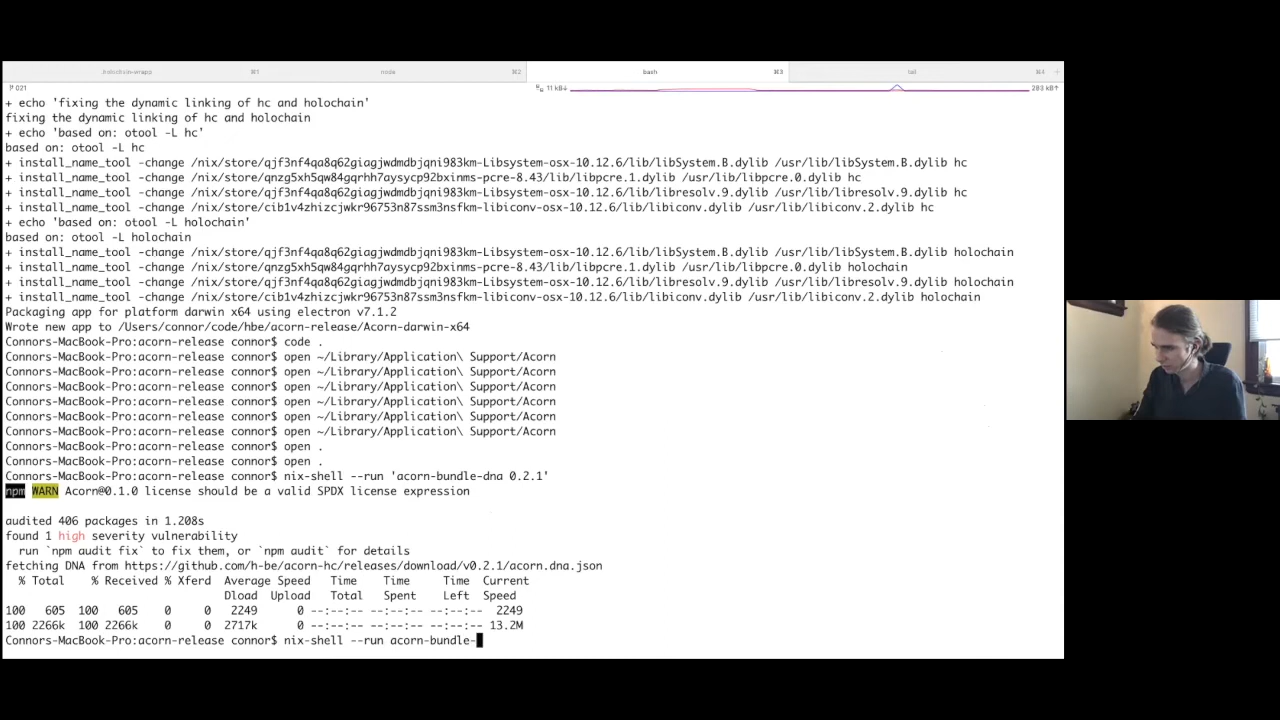 holochain-wrapp ⌘1 node ⌘2 bash ⌘3 tail ⌘4 +
021 11 kB↓ 283 kB↑
+ echo 'fixing the dynamic linking of hc and holochain'
fixing the dynamic linking of hc and holochain
+ echo 'based on: otool -L hc'
based on: otool -L hc
+ install_name_tool -change /nix/store/qjf3nf4qa8q62giagjwdmdbjqni983km-Libsystem-osx-10.12.6/lib/libSystem.B.dylib /usr/lib/libSystem.B.dylib hc
+ install_name_tool -change /nix/store/qnzg5xh5qw84gqrhh7aysycp92bxinms-pcre-8.43/lib/libpcre.1.dylib /usr/lib/libpcre.0.dylib hc
+ install_name_tool -change /nix/store/qjf3nf4qa8q62giagjwdmdbjqni983km-Libsystem-osx-10.12.6/lib/libresolv.9.dylib /usr/lib/libresolv.9.dylib hc
+ install_name_tool -change /nix/store/cib1v4zhizcjwkr96753n87ssm3nsfkm-libiconv-osx-10.12.6/lib/libiconv.dylib /usr/lib/libiconv.2.dylib hc
+ echo 'based on: otool -L holochain'
based on: otool -L holochain
+ install_name_tool -change /nix/store/qjf3nf4qa8q62giagjwdmdbjqni983km-Libsystem-osx-10.12.6/lib/libSystem.B.dylib /usr/lib/libSystem.B.dylib holochain
+ install_name_tool -change /nix/store/qnzg5xh5qw84gqrhh7aysycp92bxinms-pcre-8.43/lib/libpcre.1.dylib /usr/lib/libpcre.0.dylib holochain
+ install_name_tool -change /nix/store/qjf3nf4qa8q62giagjwdmdbjqni983km-Libsystem-osx-10.12.6/lib/libresolv.9.dylib /usr/lib/libresolv.9.dylib holochain
+ install_name_tool -change /nix/store/cib1v4zhizcjwkr96753n87ssm3nsfkm-libiconv-osx-10.12.6/lib/libiconv.dylib /usr/lib/libiconv.2.dylib holochain
Packaging app for platform darwin x64 using electron v7.1.2
Wrote new app to /Users/connor/code/hbe/acorn-release/Acorn-darwin-x64
Connors-MacBook-Pro:acorn-release connor$ code .
Connors-MacBook-Pro:acorn-release connor$ open ~/Library/Application\ Support/Acorn
Connors-MacBook-Pro:acorn-release connor$ open ~/Library/Application\ Support/Acorn
Connors-MacBook-Pro:acorn-release connor$ open ~/Library/Application\ Support/Acorn
Connors-MacBook-Pro:acorn-release connor$ open ~/Library/Application\ Support/Acorn
Connors-MacBook-Pro:acorn-release connor$ open ~/Library/Application\ Support/Acorn
Connors-MacBook-Pro:acorn-release connor$ open ~/Library/Application\ Support/Acorn
Connors-MacBook-Pro:acorn-release connor$ open .
Connors-MacBook-Pro:acorn-release connor$ open .
Connors-MacBook-Pro:acorn-release connor$ nix-shell --run 'acorn-bundle-dna 0.2.1'
npm WARN Acorn@0.1.0 license should be a valid SPDX license expression
audited 406 packages in 1.208s
found 1 high severity vulnerability
run `npm audit fix` to fix them, or `npm audit` for details
fetching DNA from https://github.com/h-be/acorn-hc/releases/download/v0.2.1/acorn.dna.json
% Total % Received % Xferd Average Speed Time Time Time Current
Dload Upload Total Spent Left Speed
100 605 100 605 0 0 2249 0 --:--:-- --:--:-- --:--:-- 2249
100 2266k 100 2266k 0 0 2717k 0 --:--:-- --:--:-- --:--:-- 13.2M
Connors-MacBook-Pro:acorn-release connor$ nix-shell --run acorn-bundle-